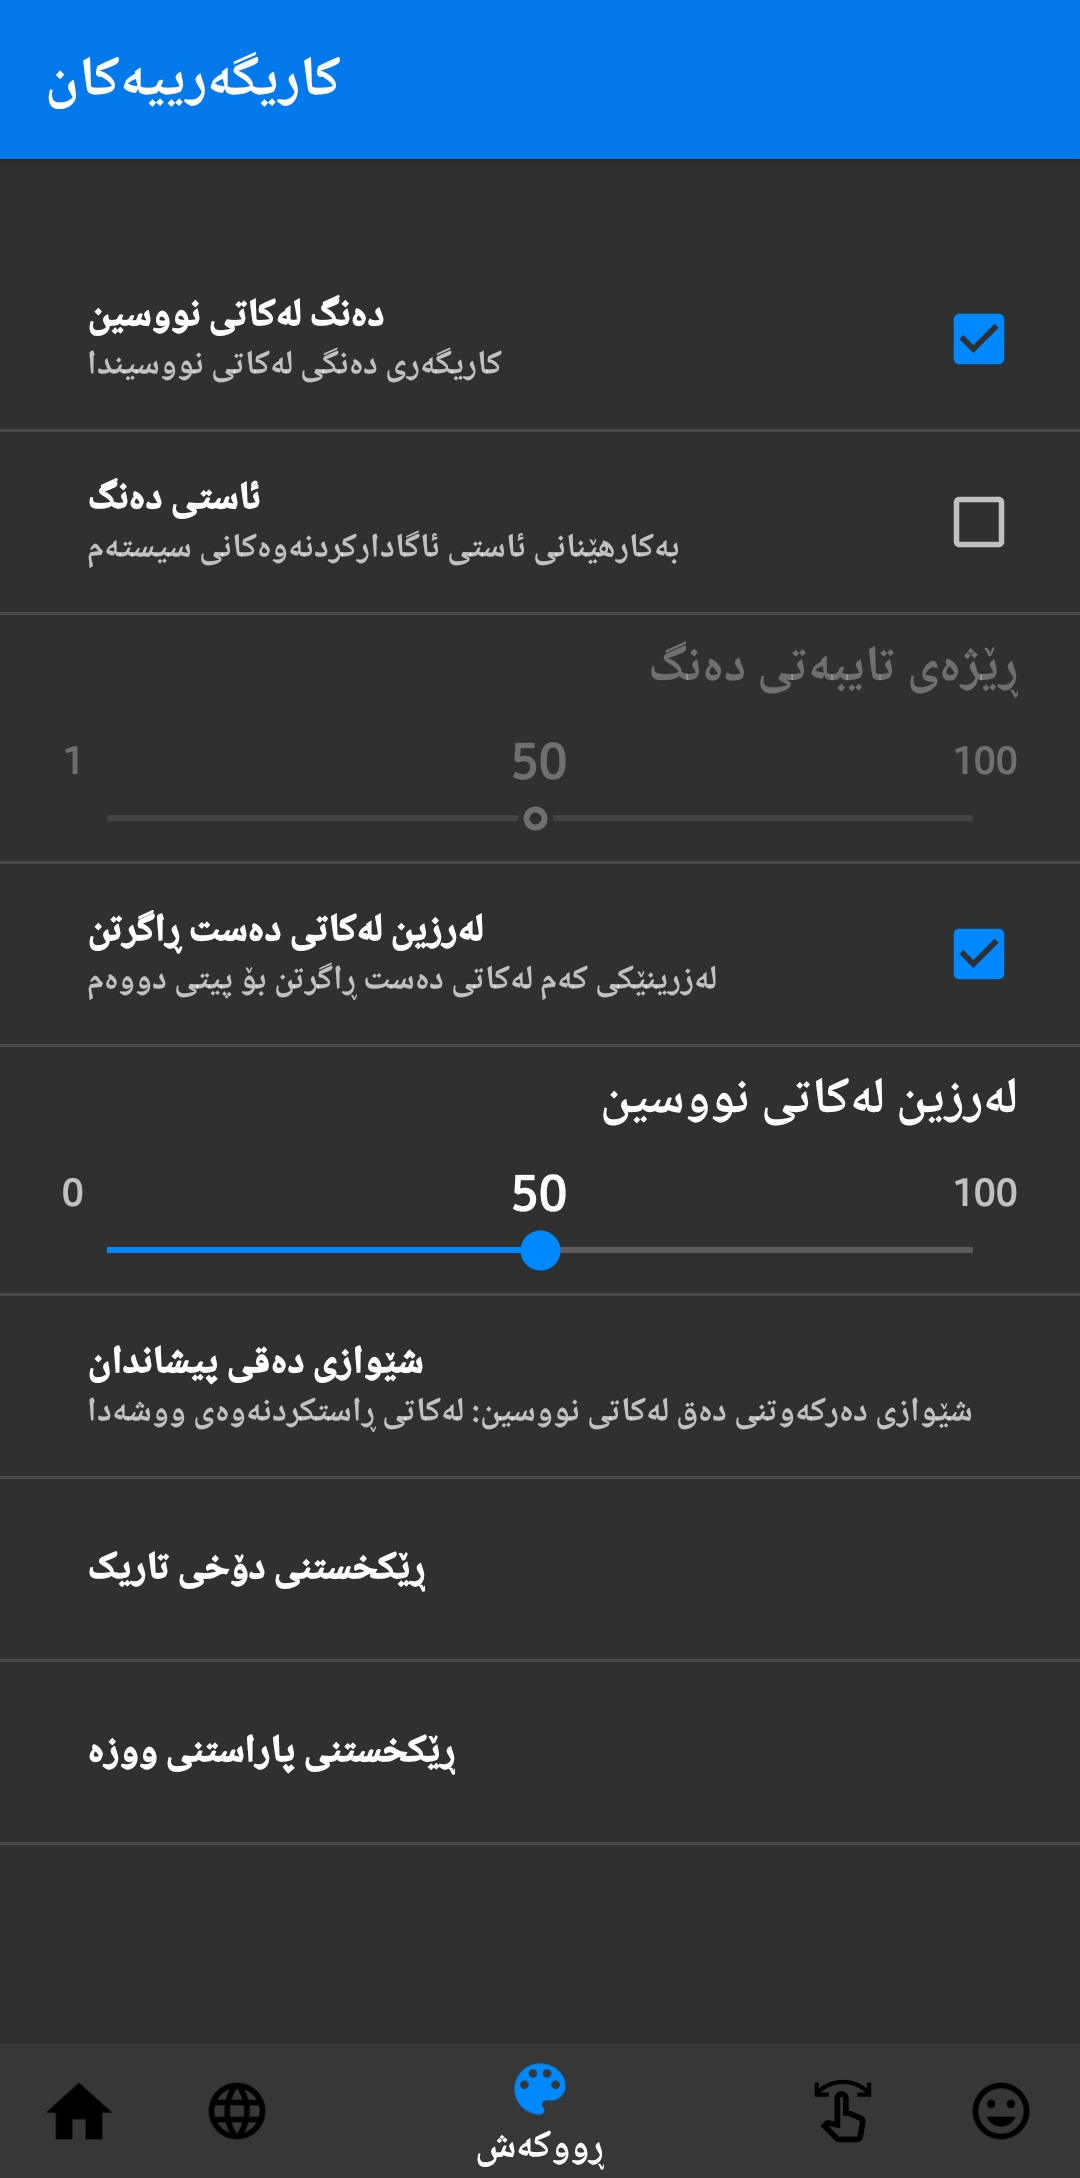 کاریگەرییەکان
دەنگ لەکاتی نووسین
کاریگەری دەنگی لەکاتی نووسیندا
ئاستی دەنگ
بەکارهێنانی ئاستی ئاگادارکردنەوەکانی سیستەم
ڕێژەی تایبەتی دەنگ
1 50 100
لەرزین لەکاتی دەست ڕاگرتن
لەزرینێکی کەم لەکاتی دەست ڕاگرتن بۆ پیتی دووەم
لەرزین لەکاتی نووسین
0 50 100
شێوازی دەقی پیشاندان
شێوازی دەرکەوتنی دەق لەکاتی نووسین: لەکاتی ڕاستکردنەوەی ووشەدا
ڕێکخستنی دۆخی تاریک
ڕێکخستنی پاراستنی ووزە
ڕووکەش